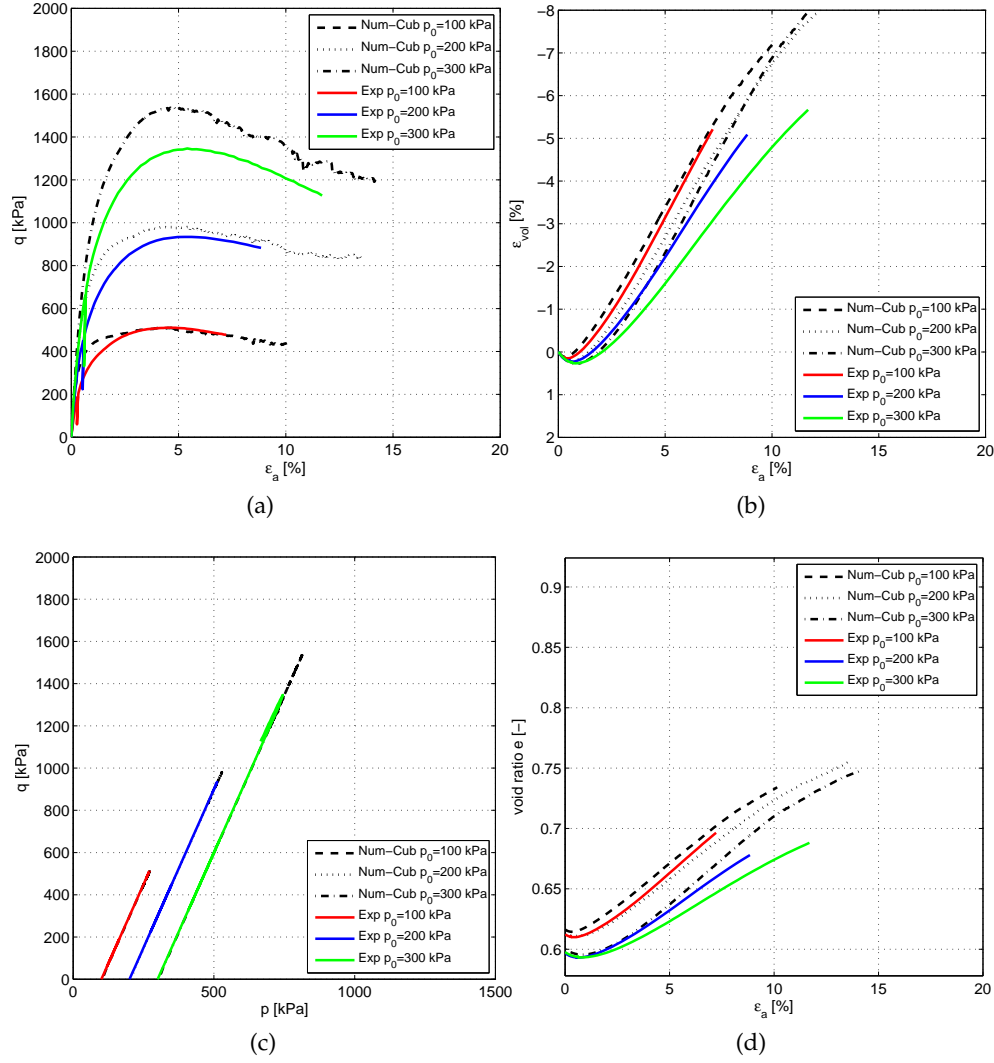 2000
1800
1600
1400
1200
1000
800
600
400
200
0
q [kPa]
0 5 10 15 20
ε_a [%]
Num−Cub p_0=100 kPa
Num−Cub p_0=200 kPa
Num−Cub p_0=300 kPa
Exp p_0=100 kPa
Exp p_0=200 kPa
Exp p_0=300 kPa
(a)
-8
-7
-6
-5
-4
-3
-2
-1
0
1
2
ε_vol [%]
0 5 10 15 20
ε_a [%]
Num−Cub p_0=100 kPa
Num−Cub p_0=200 kPa
Num−Cub p_0=300 kPa
Exp p_0=100 kPa
Exp p_0=200 kPa
Exp p_0=300 kPa
(b)
2000
1800
1600
1400
1200
1000
800
600
400
200
0
q [kPa]
0 500 1000 1500
p [kPa]
Num−Cub p_0=100 kPa
Num−Cub p_0=200 kPa
Num−Cub p_0=300 kPa
Exp p_0=100 kPa
Exp p_0=200 kPa
Exp p_0=300 kPa
(c)
0.9
0.85
0.8
0.75
0.7
0.65
0.6
void ratio e [−]
0 5 10 15 20
ε_a [%]
Num−Cub p_0=100 kPa
Num−Cub p_0=200 kPa
Num−Cub p_0=300 kPa
Exp p_0=100 kPa
Exp p_0=200 kPa
Exp p_0=300 kPa
(d)